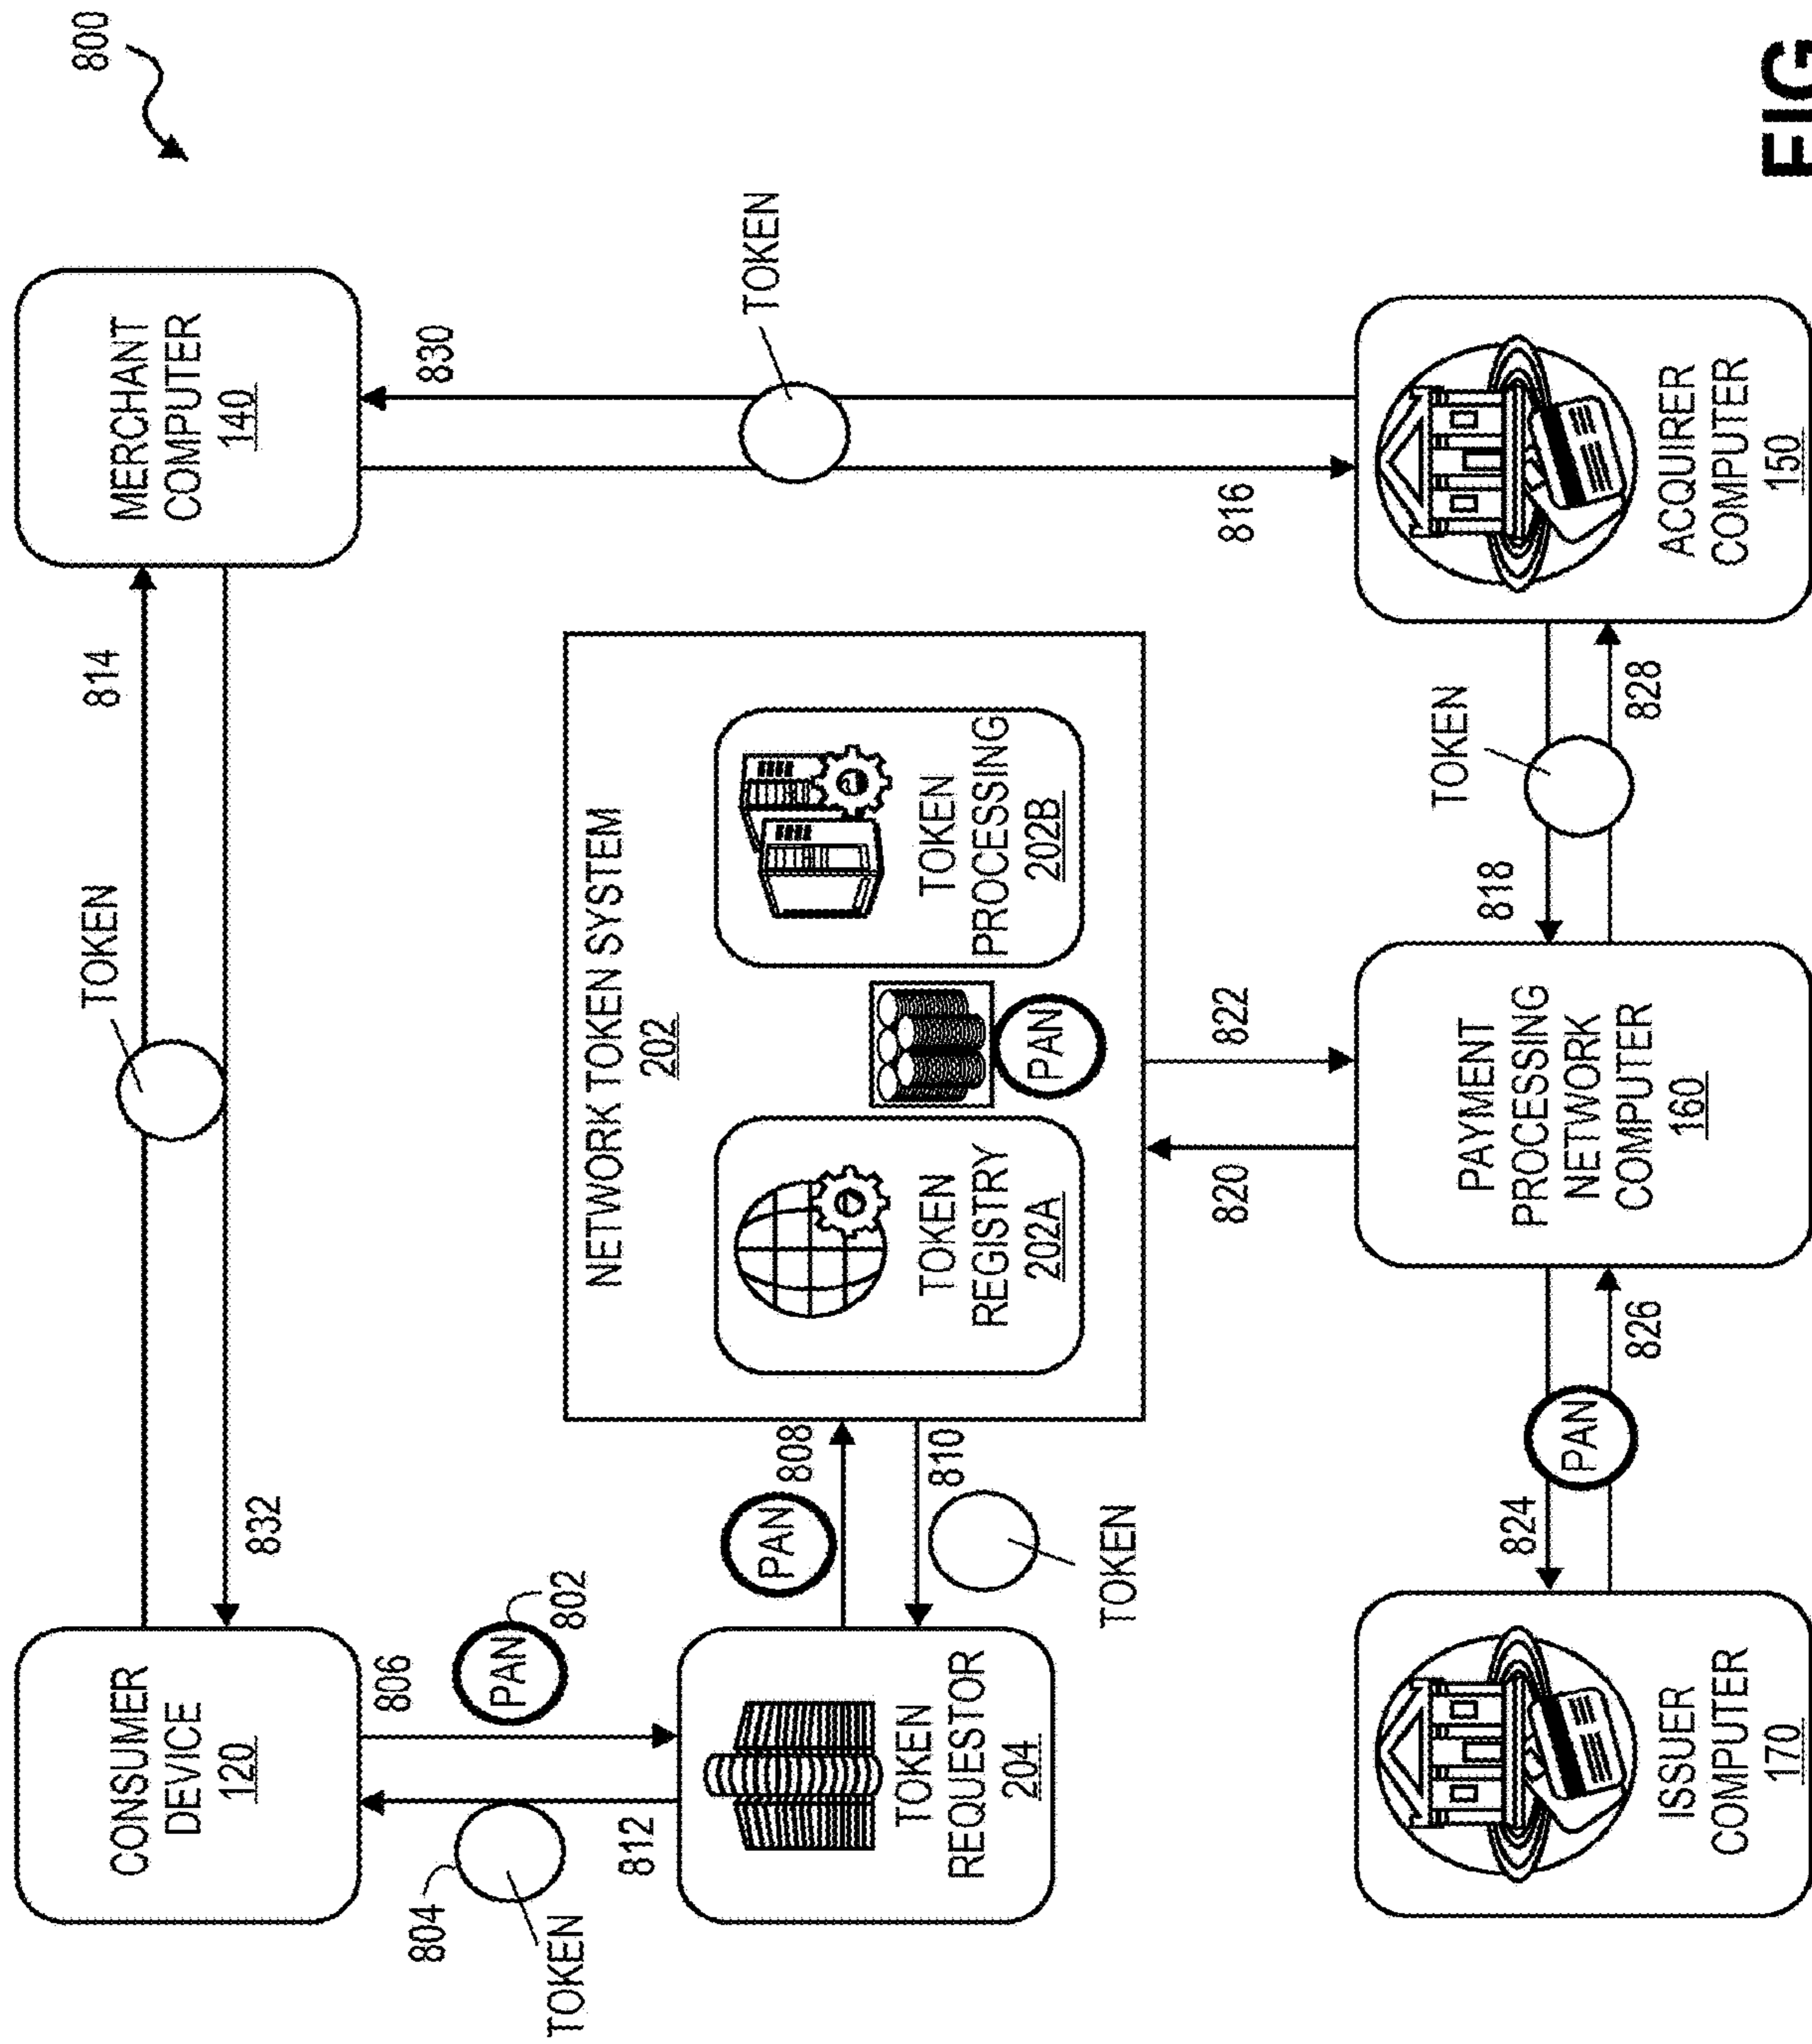 800
CONSUMER
DEVICE
120
TOKEN
814
832
MERCHANT
COMPUTER
140
804
TOKEN
812
806
PAN
802
TOKEN
REQUESTOR
204
PAN
808
810
TOKEN
NETWORK TOKEN SYSTEM
202
TOKEN
REGISTRY
202A
PAN
TOKEN
PROCESSING
202B
830
TOKEN
816
820
822
ISSUER
COMPUTER
170
824
PAN
826
PAYMENT
PROCESSING
NETWORK
COMPUTER
160
818
TOKEN
828
ACQUIRER
COMPUTER
150
FIG